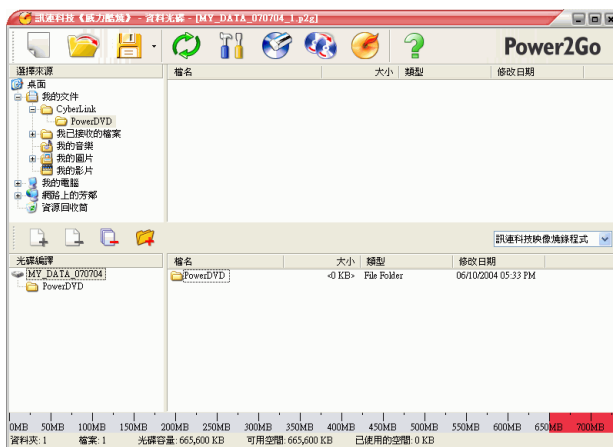 訊連科技《威力酷燒》 - 資料光碟 - [MY_DATA_070704_1.p2g]
Power2Go
選擇來源
檔名 大小 類型 修改日期
桌面
我的文件
CyberLink
PowerDVD
我已接收的檔案
我的音樂
我的圖片
我的影片
我的電腦
網路上的芳鄰
資源回收筒
訊連科技映像燒錄程式
光碟編譯
檔名 大小 類型 修改日期
MY_DATA_070704
PowerDVD
PowerDVD <0 KB> File Folder 06/10/2004 05:33 PM
0MB 50MB 100MB 150MB 200MB 250MB 300MB 350MB 400MB 450MB 500MB 550MB 600MB 650MB 700MB
資料夾: 1 檔案: 1 光碟容量: 665,600 KB 可用空間: 665,600 KB 已使用的空間: 0 KB